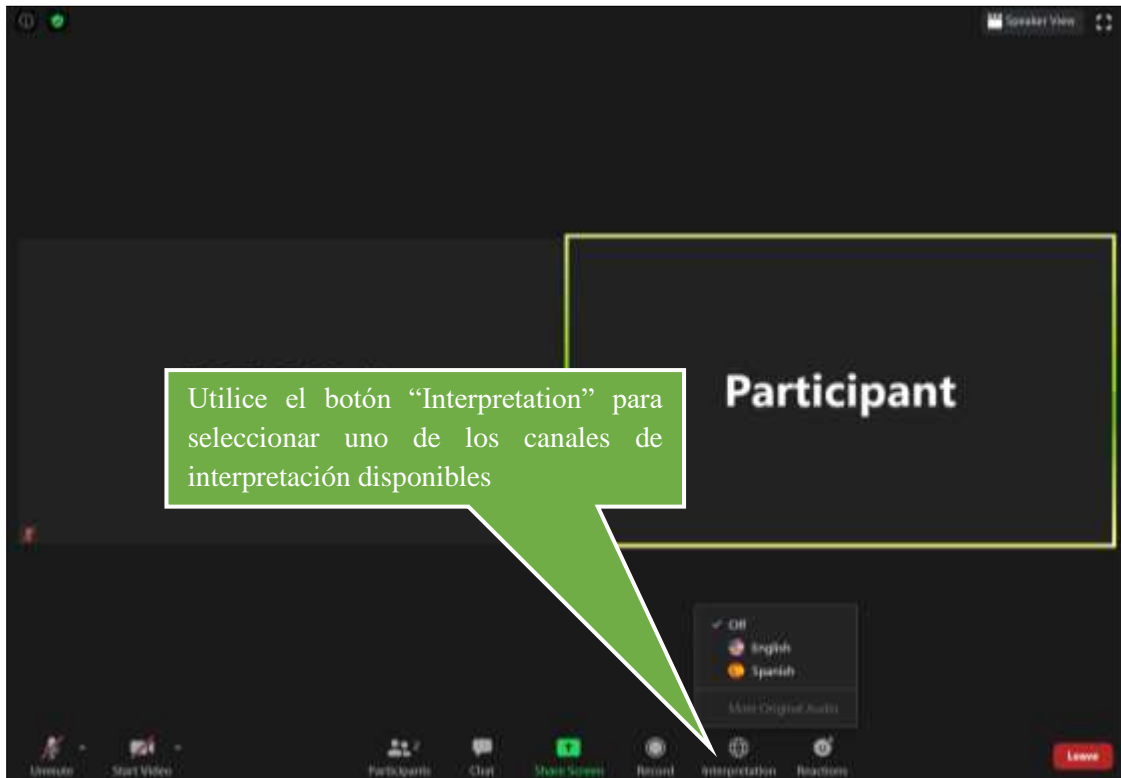 Speaker View
Participant
Utilice el botón “Interpretation” para
seleccionar uno de los canales de
interpretación disponibles
Off
English
Spanish
Mute Original Audio
Unmute Start Video Participants Chat Share Screen Record Interpretation Reactions Leave